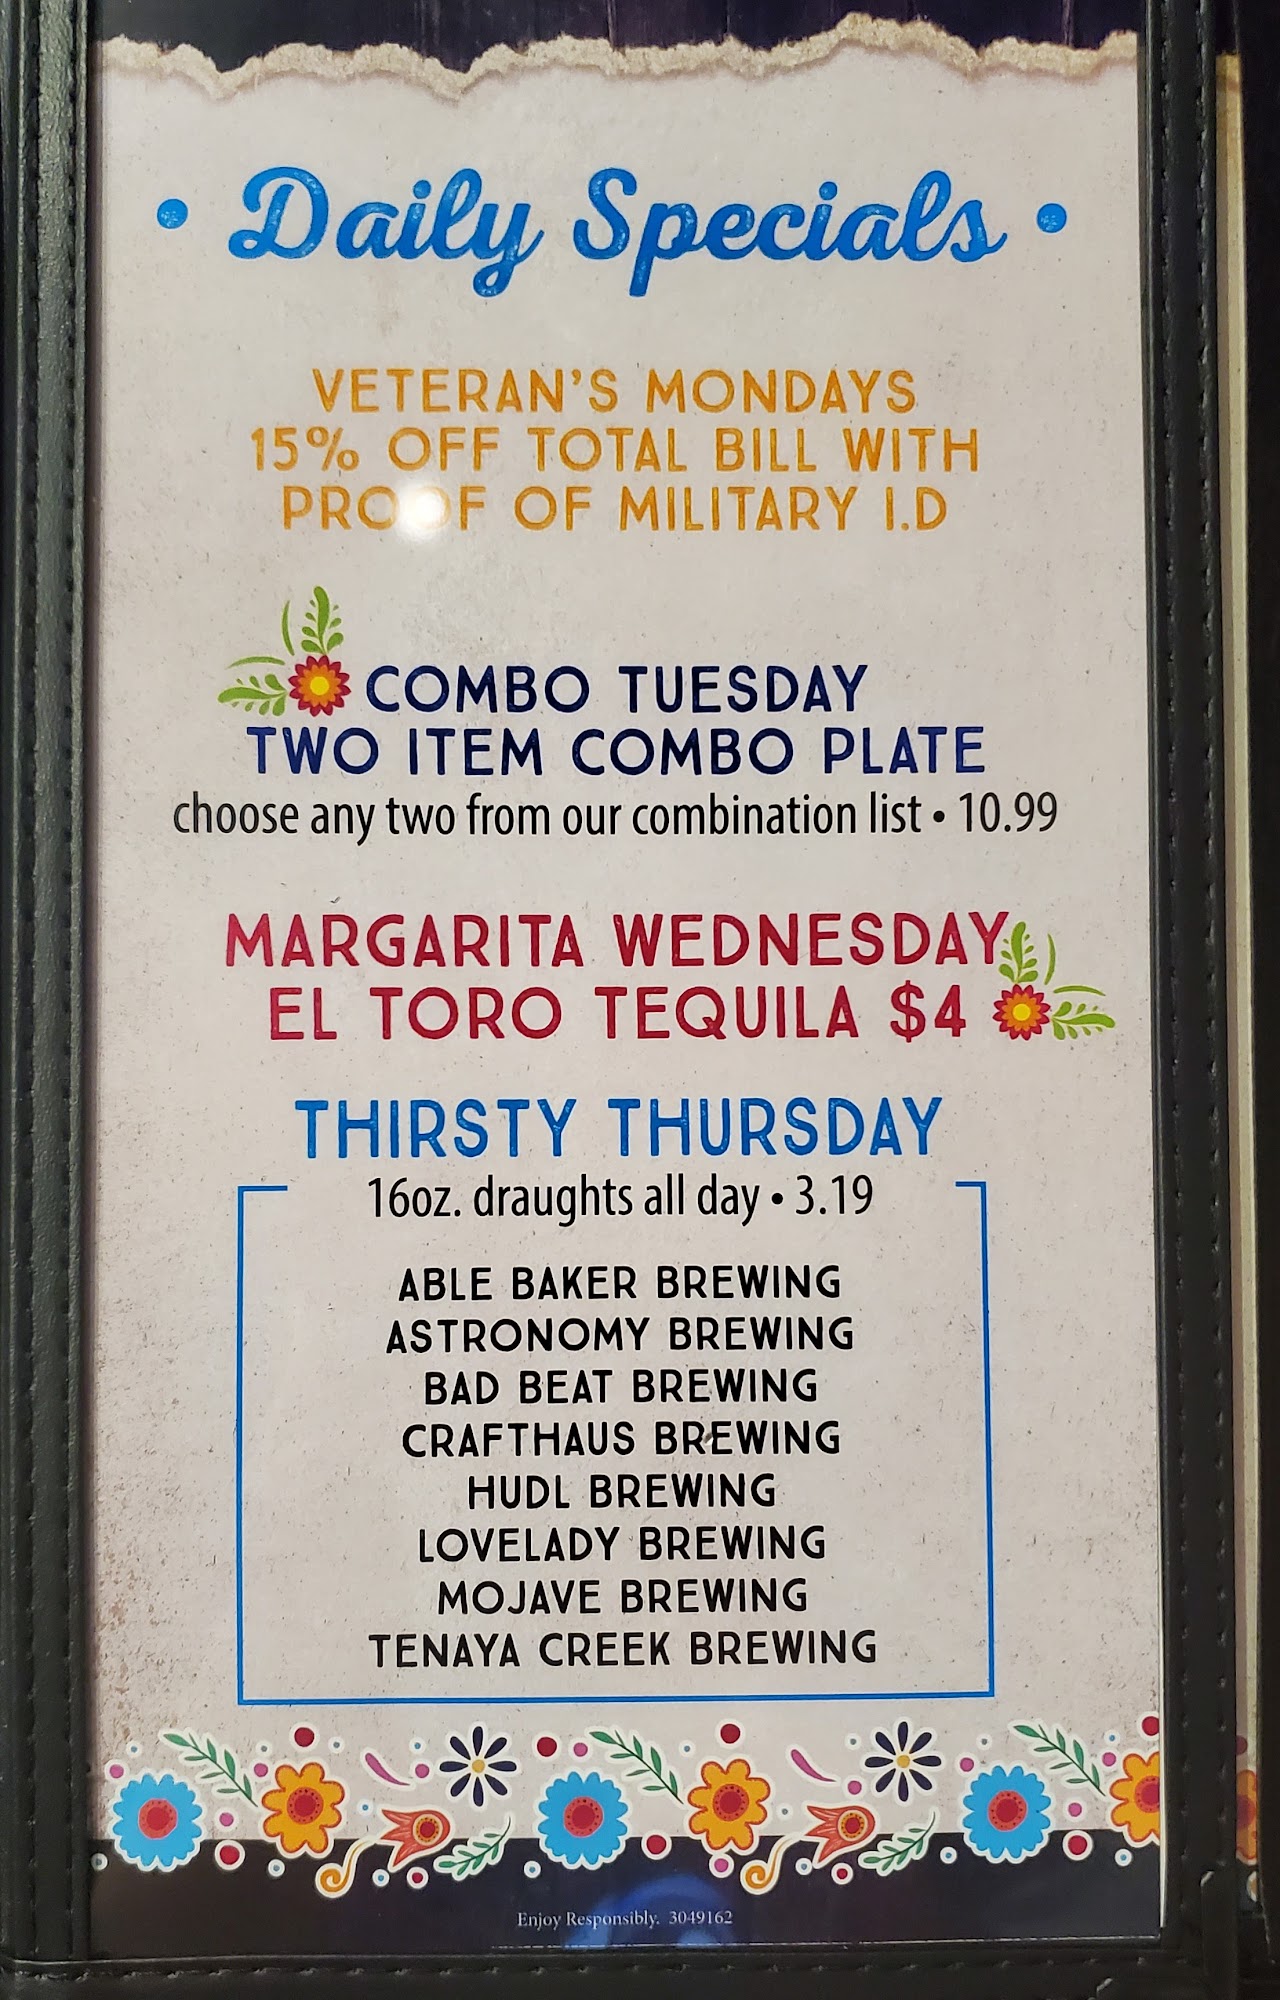 • Daily Specials •
VETERAN'S MONDAYS
15% OFF TOTAL BILL WITH
PROOF OF MILITARY I.D
COMBO TUESDAY
TWO ITEM COMBO PLATE
choose any two from our combination list • 10.99
MARGARITA WEDNESDAY
EL TORO TEQUILA $4
THIRSTY THURSDAY
16oz. draughts all day • 3.19
ABLE BAKER BREWING
ASTRONOMY BREWING
BAD BEAT BREWING
CRAFTHAUS BREWING
HUDL BREWING
LOVELADY BREWING
MOJAVE BREWING
TENAYA CREEK BREWING
Enjoy Responsibly. 3049162